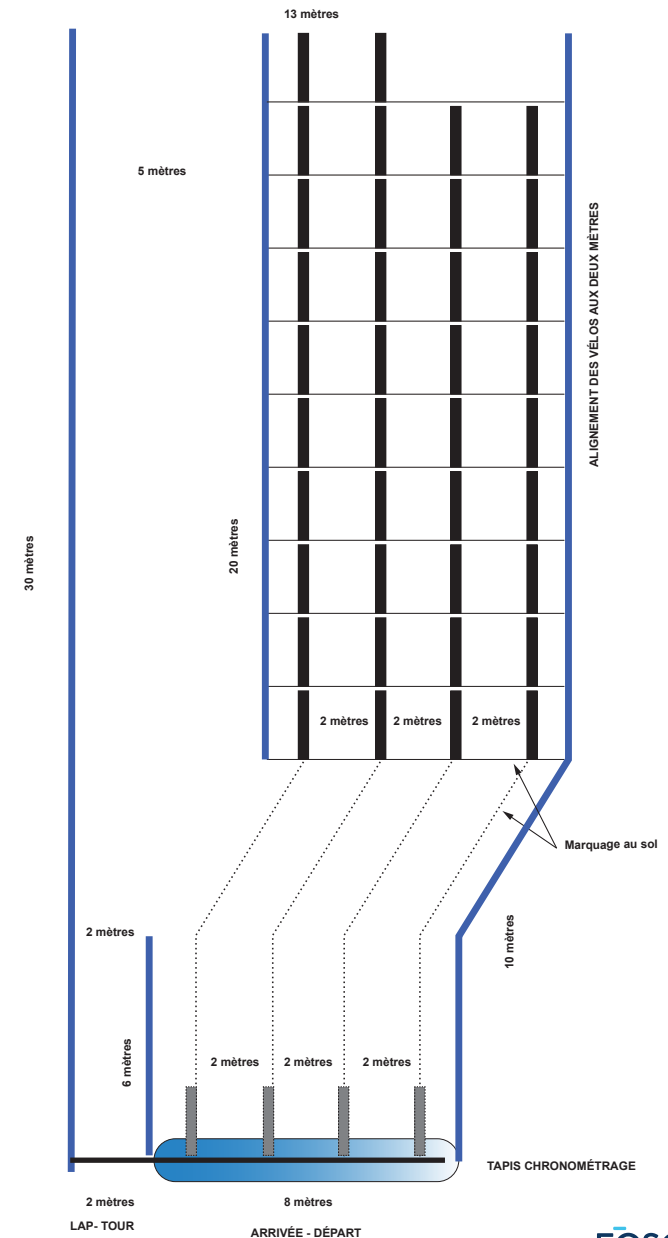 13 mètres
5 mètres
ALIGNEMENT DES VÉLOS AUX DEUX MÈTRES
30 mètres
20 mètres
2 mètres
2 mètres
2 mètres
Marquage au sol
2 mètres
10 mètres
6 mètres
2 mètres
2 mètres
2 mètres
TAPIS CHRONOMÉTRAGE
2 mètres
8 mètres
LAP- TOUR
ARRIVÉE - DÉPART